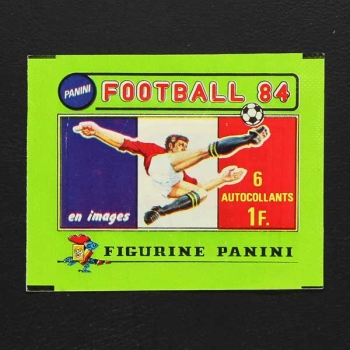 PANINI
FOOTBALL 84
6
AUTOCOLLANTS
1F.
en images
FIGURINE PANINI